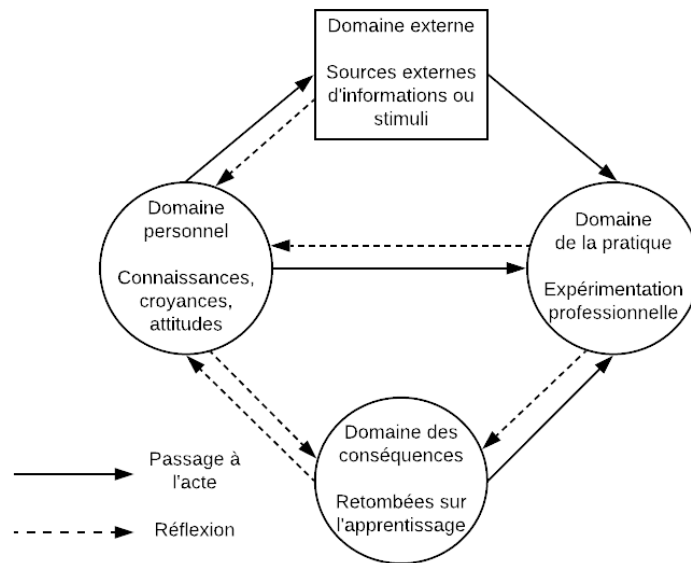 Domaine externe
Sources externes
d'informations ou
stimuli
Domaine
personnel
Connaissances,
croyances,
attitudes
Domaine
de la pratique
Expérimentation
professionnelle
Domaine des
conséquences
Retombées sur
l'apprentissage
Passage à
l'acte
Réflexion